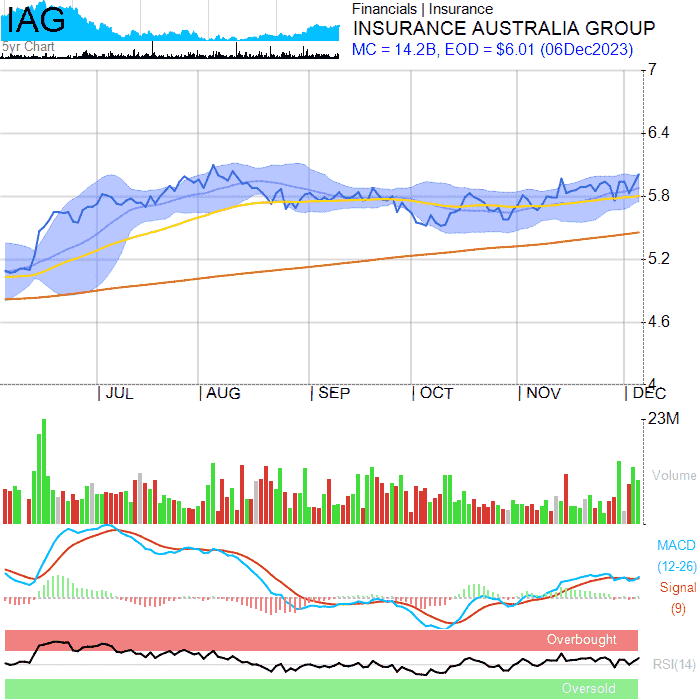 IAG
5yr Chart
Financials | Insurance
INSURANCE AUSTRALIA GROUP
MC = 14.2B, EOD = $6.01 (06Dec2023)
7
6.4
5.8
5.2
4.6
4
JUL
AUG
SEP
OCT
NOV
DEC
23M
Volume
MACD
(12-26)
Signal
(9)
Overbought
RSI(14)
Oversold